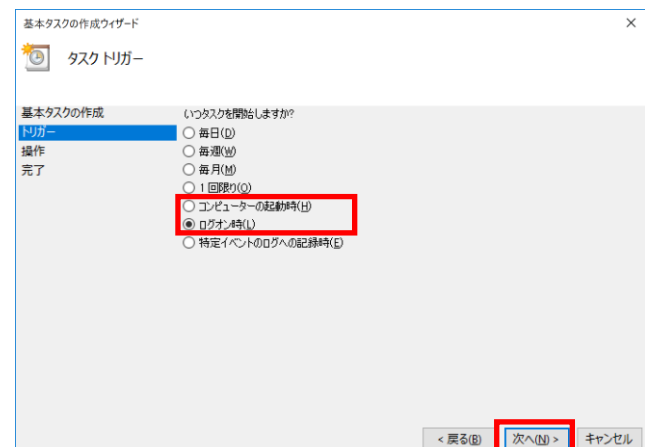 基本タスクの作成ウィザード
タスク トリガー
基本タスクの作成
トリガー
操作
完了
いつタスクを開始しますか?
毎日(D)
毎週(W)
毎月(M)
1 回限り(O)
コンピューターの起動時(H)
ログオン時(L)
特定イベントのログへの記録時(E)
< 戻る(B)
次へ(N) >
キャンセル